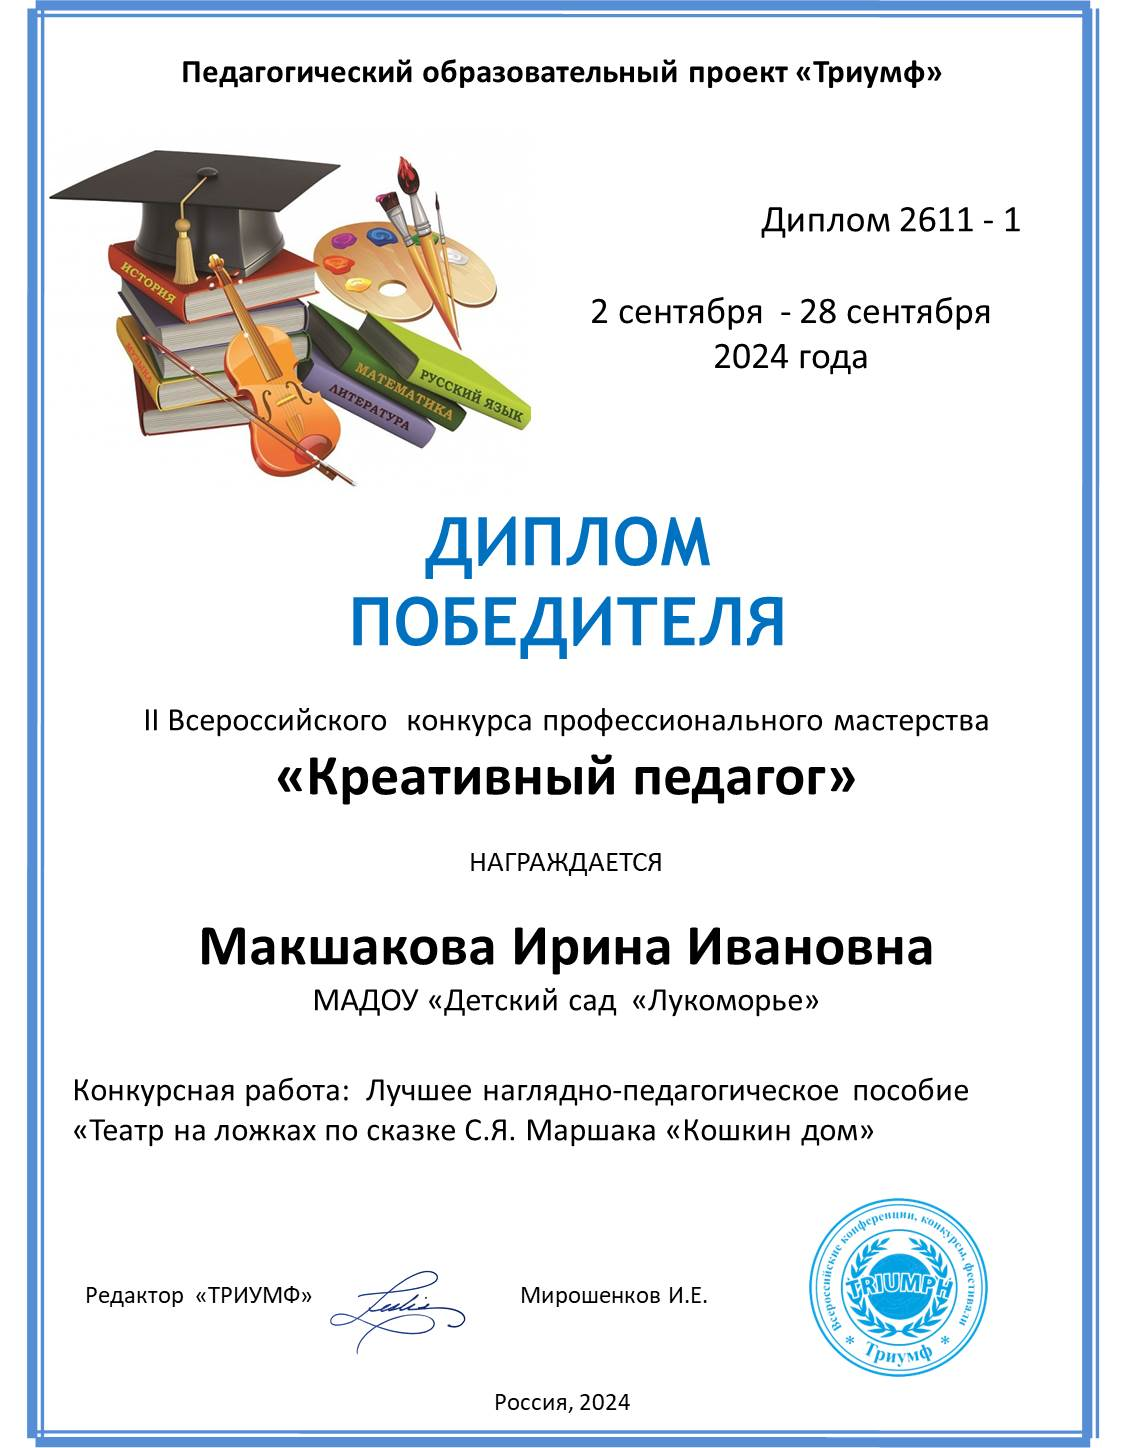 Педагогический образовательный проект «Триумф»
Диплом 2611 - 1
2 сентября - 28 сентября
2024 года
ИСТОРИЯ
МУЗЫКА
МАТЕМАТИКА
ЛИТЕРАТУРА
РУССКИЙ ЯЗЫК
ДИПЛОМ
ПОБЕДИТЕЛЯ
II Всероссийского конкурса профессионального мастерства
«Креативный педагог»
НАГРАЖДАЕТСЯ
Макшакова Ирина Ивановна
МАДОУ «Детский сад «Лукоморье»
Конкурсная работа: Лучшее наглядно-педагогическое пособие
«Театр на ложках по сказке С.Я. Маршака «Кошкин дом»
Редактор «ТРИУМФ»
Мирошенков И.Е.
Всероссийские конференции, конкурсы, фестивали
TRIUMPH
* Триумф *
Россия, 2024